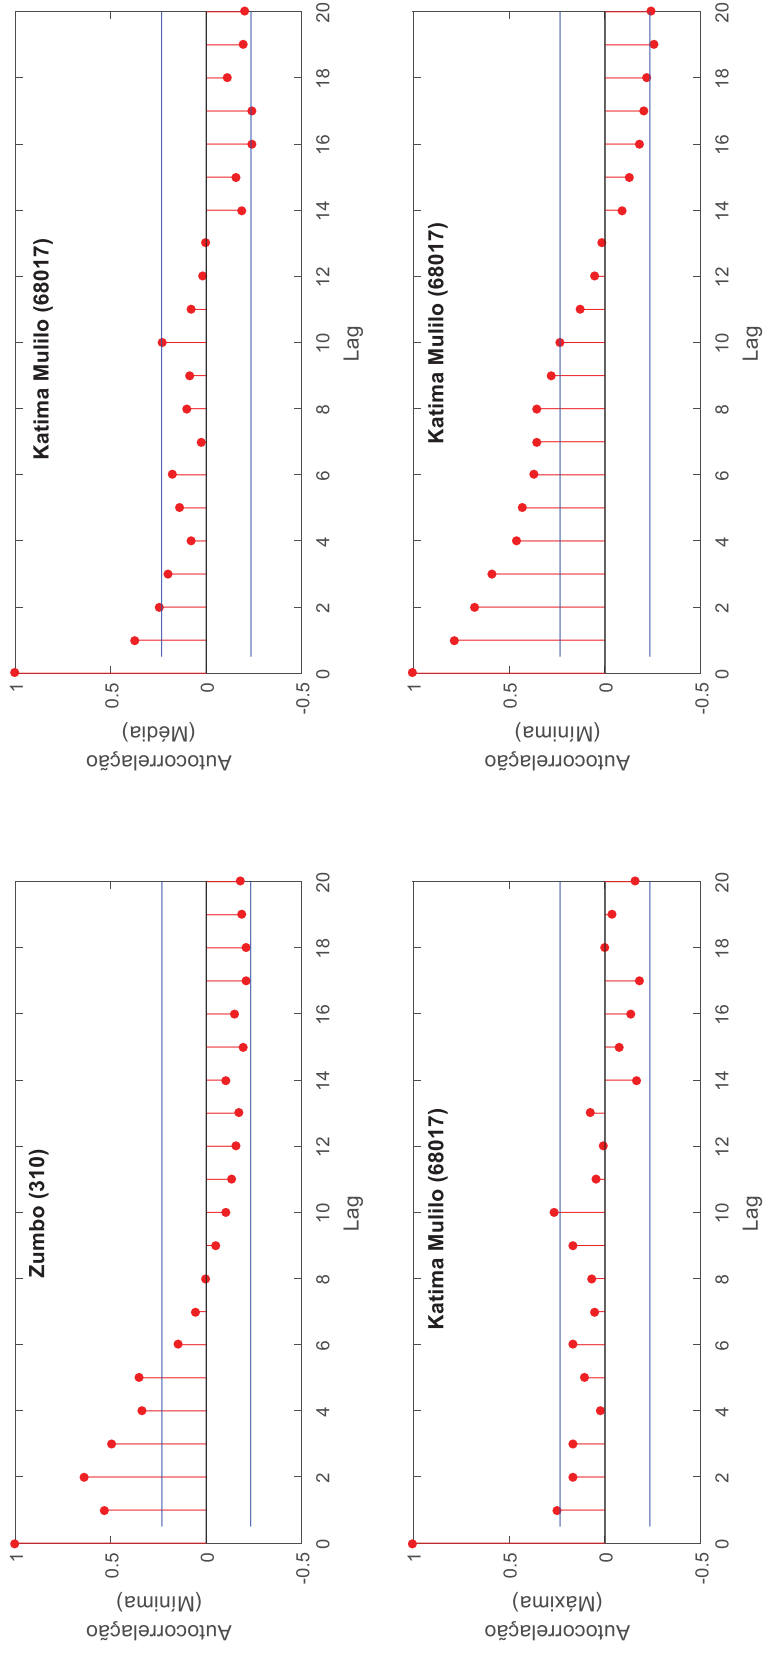 Zumbo (310)
Autocorrelação
(Mínima)
1
0.5
0
-0.5
0 2 4 6 8 10 12 14 16 18 20
Lag
Katima Mulilo (68017)
Autocorrelação
(Média)
1
0.5
0
-0.5
0 2 4 6 8 10 12 14 16 18 20
Lag
Katima Mulilo (68017)
Autocorrelação
(Máxima)
1
0.5
0
-0.5
0 2 4 6 8 10 12 14 16 18 20
Lag
Katima Mulilo (68017)
Autocorrelação
(Mínima)
1
0.5
0
-0.5
0 2 4 6 8 10 12 14 16 18 20
Lag